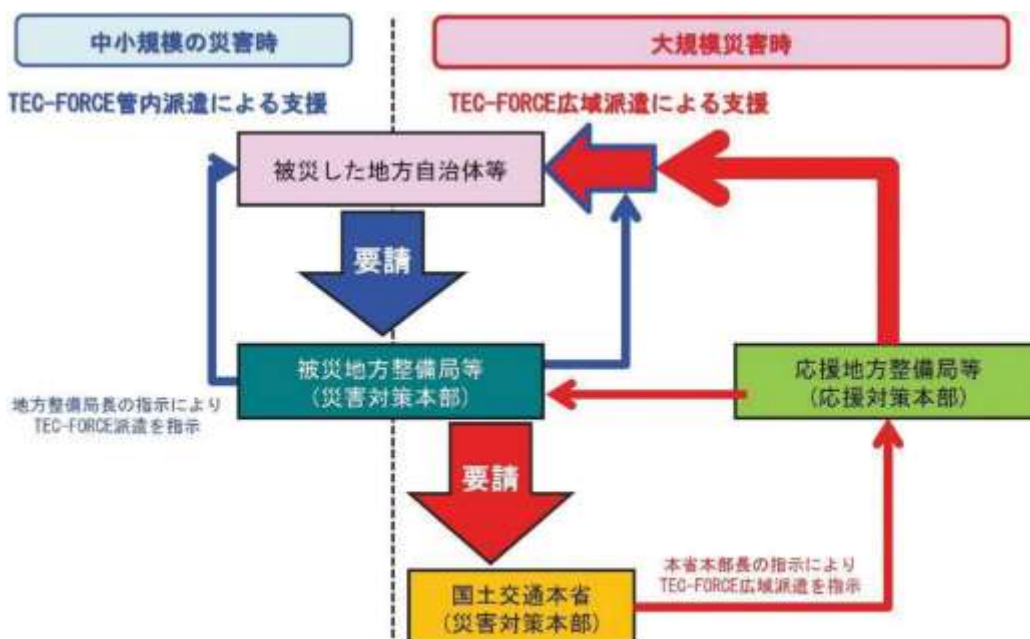 中小規模の災害時
大規模災害時
TEC-FORCE管内派遣による支援
TEC-FORCE広域派遣による支援
被災した地方自治体等
要請
被災地方整備局等
(災害対策本部)
応援地方整備局等
(応援対策本部)
地方整備局長の指示により
TEC-FORCE派遣を指示
要請
国土交通本省
(災害対策本部)
本省本部長の指示により
TEC-FORCE広域派遣を指示